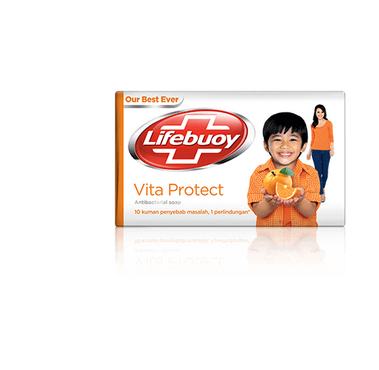 Our Best Ever
Lifebuoy
Vita Protect
Antibacterial soap
10 kuman penyebab masalah, 1 perlindungan*